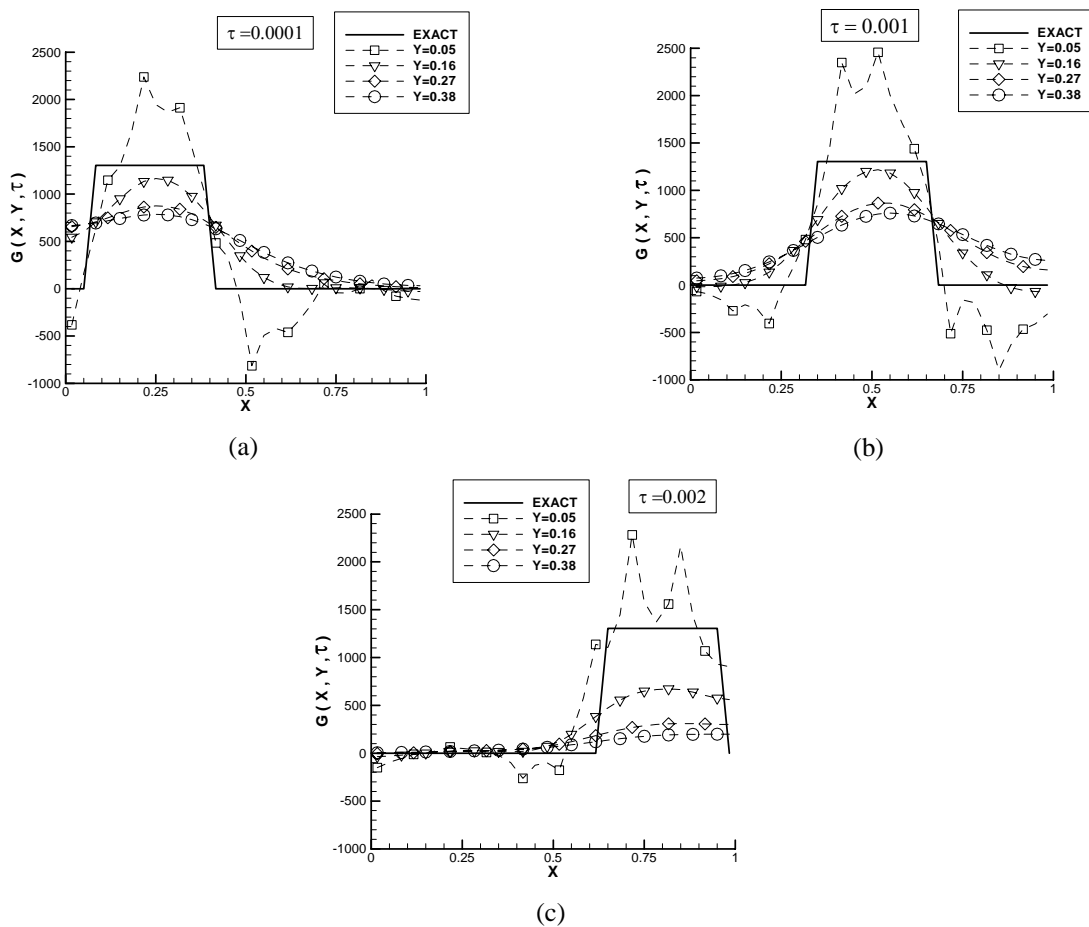 τ =0.0001
EXACT
Y=0.05
Y=0.16
Y=0.27
Y=0.38
G ( X , Y , τ )
2500
2000
1500
1000
500
0
-500
-1000
0 0.25 0.5 0.75 1
X
(a)
τ = 0.001
EXACT
Y=0.05
Y=0.16
Y=0.27
Y=0.38
G ( X , Y , τ )
2500
2000
1500
1000
500
0
-500
-1000
0 0.25 0.5 0.75 1
X
(b)
EXACT
Y=0.05
Y=0.16
Y=0.27
Y=0.38
τ =0.002
G ( X , Y , τ )
2500
2000
1500
1000
500
0
-500
-1000
0 0.25 0.5 0.75 1
X
(c)